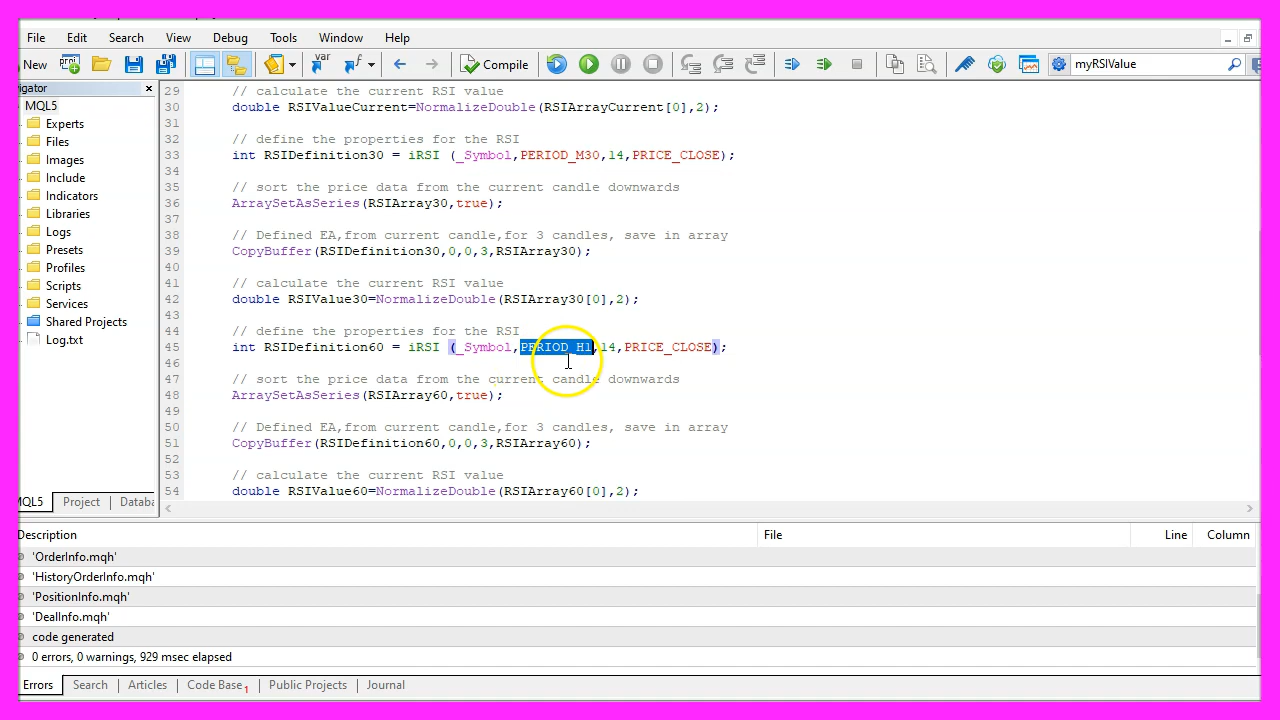 File Edit Search View Debug Tools Window Help
New Compile myRSIValue
MQL5
Experts
Files
Images
Include
Indicators
Libraries
Logs
Presets
Profiles
Scripts
Services
Shared Projects
Log.txt
MQL5 Project
29 // calculate the current RSI value
30 double RSIValueCurrent=NormalizeDouble(RSIArrayCurrent[0],2);
31
32 // define the properties for the RSI
33 int RSIDefinition30 = iRSI (_Symbol,PERIOD_M30,14,PRICE_CLOSE);
34
35 // sort the price data from the current candle downwards
36 ArraySetAsSeries(RSIArray30,true);
37
38 // Defined EA,from current candle,for 3 candles, save in array
39 CopyBuffer(RSIDefinition30,0,0,3,RSIArray30);
40
41 // calculate the current RSI value
42 double RSIValue30=NormalizeDouble(RSIArray30[0],2);
43
44 // define the properties for the RSI
45 int RSIDefinition60 = iRSI (_Symbol,PERIOD_H1,14,PRICE_CLOSE);
46
47 // sort the price data from the current candle downwards
48 ArraySetAsSeries(RSIArray60,true);
49
50 // Defined EA,from current candle,for 3 candles, save in array
51 CopyBuffer(RSIDefinition60,0,0,3,RSIArray60);
52
53 // calculate the current RSI value
54 double RSIValue60=NormalizeDouble(RSIArray60[0],2);
Description File Line Column
'OrderInfo.mqh'
'HistoryOrderInfo.mqh'
'PositionInfo.mqh'
'DealInfo.mqh'
code generated
0 errors, 0 warnings, 929 msec elapsed
Errors Search Articles Code Base 1 Public Projects Journal